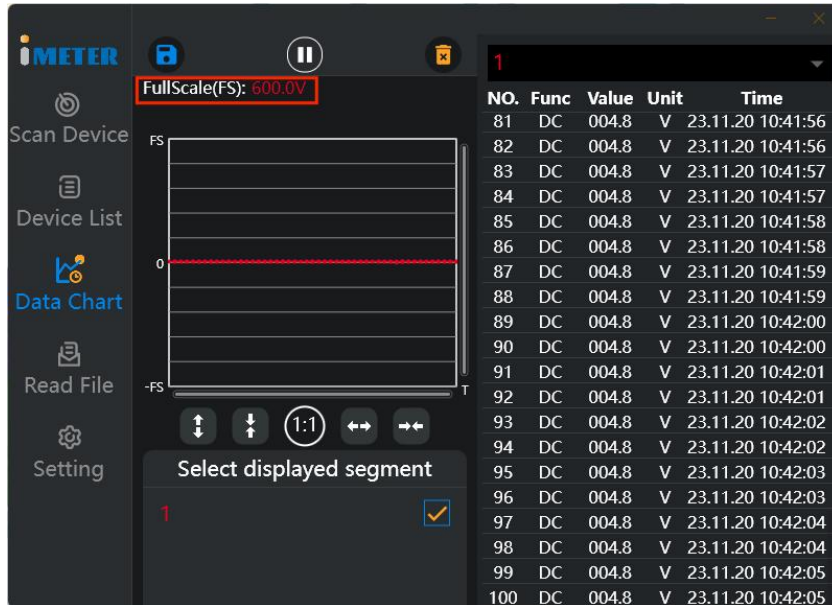 iMETER
Scan Device
Device List
Data Chart
Read File
Setting
FullScale(FS): 600.0V
FS
0
-FS
T
1:1
Select displayed segment
1
1
NO. Func Value Unit Time
81 DC 004.8 V 23.11.20 10:41:56
82 DC 004.8 V 23.11.20 10:41:56
83 DC 004.8 V 23.11.20 10:41:57
84 DC 004.8 V 23.11.20 10:41:57
85 DC 004.8 V 23.11.20 10:41:58
86 DC 004.8 V 23.11.20 10:41:58
87 DC 004.8 V 23.11.20 10:41:59
88 DC 004.8 V 23.11.20 10:41:59
89 DC 004.8 V 23.11.20 10:42:00
90 DC 004.8 V 23.11.20 10:42:00
91 DC 004.8 V 23.11.20 10:42:01
92 DC 004.8 V 23.11.20 10:42:01
93 DC 004.8 V 23.11.20 10:42:02
94 DC 004.8 V 23.11.20 10:42:02
95 DC 004.8 V 23.11.20 10:42:03
96 DC 004.8 V 23.11.20 10:42:03
97 DC 004.8 V 23.11.20 10:42:04
98 DC 004.8 V 23.11.20 10:42:04
99 DC 004.8 V 23.11.20 10:42:05
100 DC 004.8 V 23.11.20 10:42:05